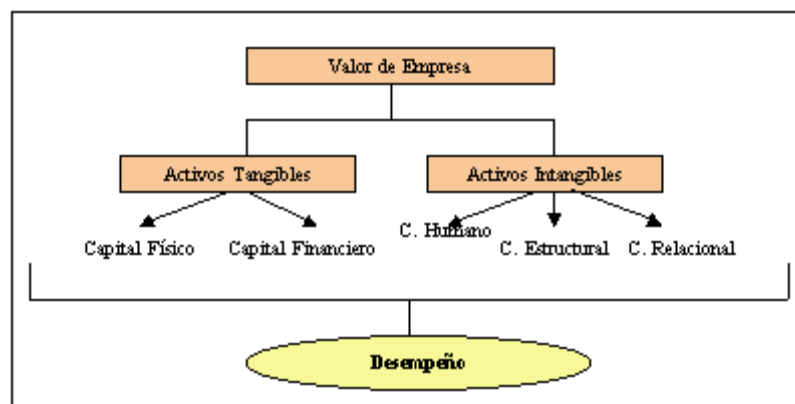 Valor de Empresa
Activos Tangibles
Activos Intangibles
Capital Físico
Capital Financiero
C. Humano
C. Estructural
C. Relacional
Desempeño